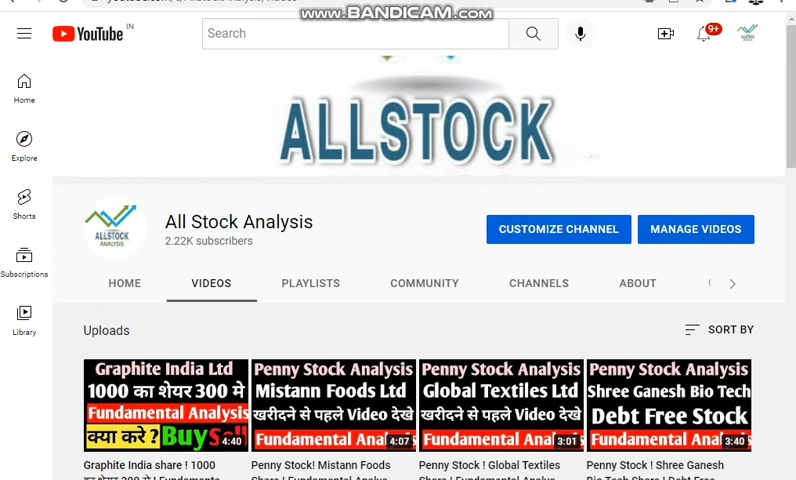 www.BANDICAM.com
YouTube IN
Search
9+
Home
Explore
Shorts
Subscriptions
Library
ALLSTOCK
ALLSTOCK
ANALYSIS
All Stock Analysis
2.22K subscribers
CUSTOMIZE CHANNEL
MANAGE VIDEOS
HOME
VIDEOS
PLAYLISTS
COMMUNITY
CHANNELS
ABOUT
Uploads
SORT BY
Graphite India Ltd
1000 का शेयर 300 मे
Fundamental Analysis
क्या करे ? Buy
4:40
Graphite India share ! 1000
Penny Stock Analysis
Mistann Foods Ltd
खरीदने से पहले Video देखे
Fundamental Anal
4:07
Penny Stock! Mistann Foods
Penny Stock Analysis
Global Textiles Ltd
खरीदने से पहले Video देखे
Fundamental Anal
3:01
Penny Stock ! Global Textiles
Penny Stock Analysis
Shree Ganesh Bio Tech
Debt Free Stock
Fundamental Anal
3:40
Penny Stock ! Shree Ganesh